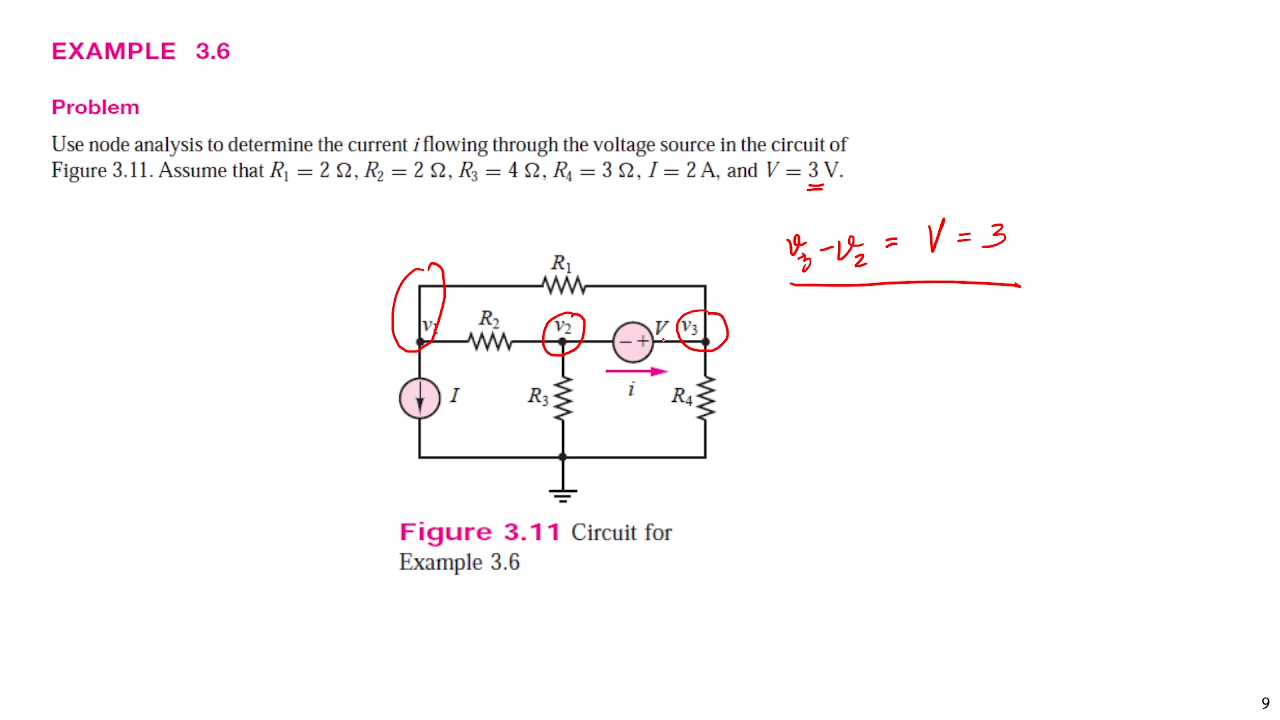 EXAMPLE 3.6
Problem
Use node analysis to determine the current i flowing through the voltage source in the circuit of
Figure 3.11. Assume that R₁ = 2 Ω, R₂ = 2 Ω, R₃ = 4 Ω, R₄ = 3 Ω, I = 2 A, and V = 3 V.
v₃ - v₂ = V = 3
R₁
v₁ R₂ v₂ − + V v₃
I R₃ i R₄
Figure 3.11 Circuit for
Example 3.6
9